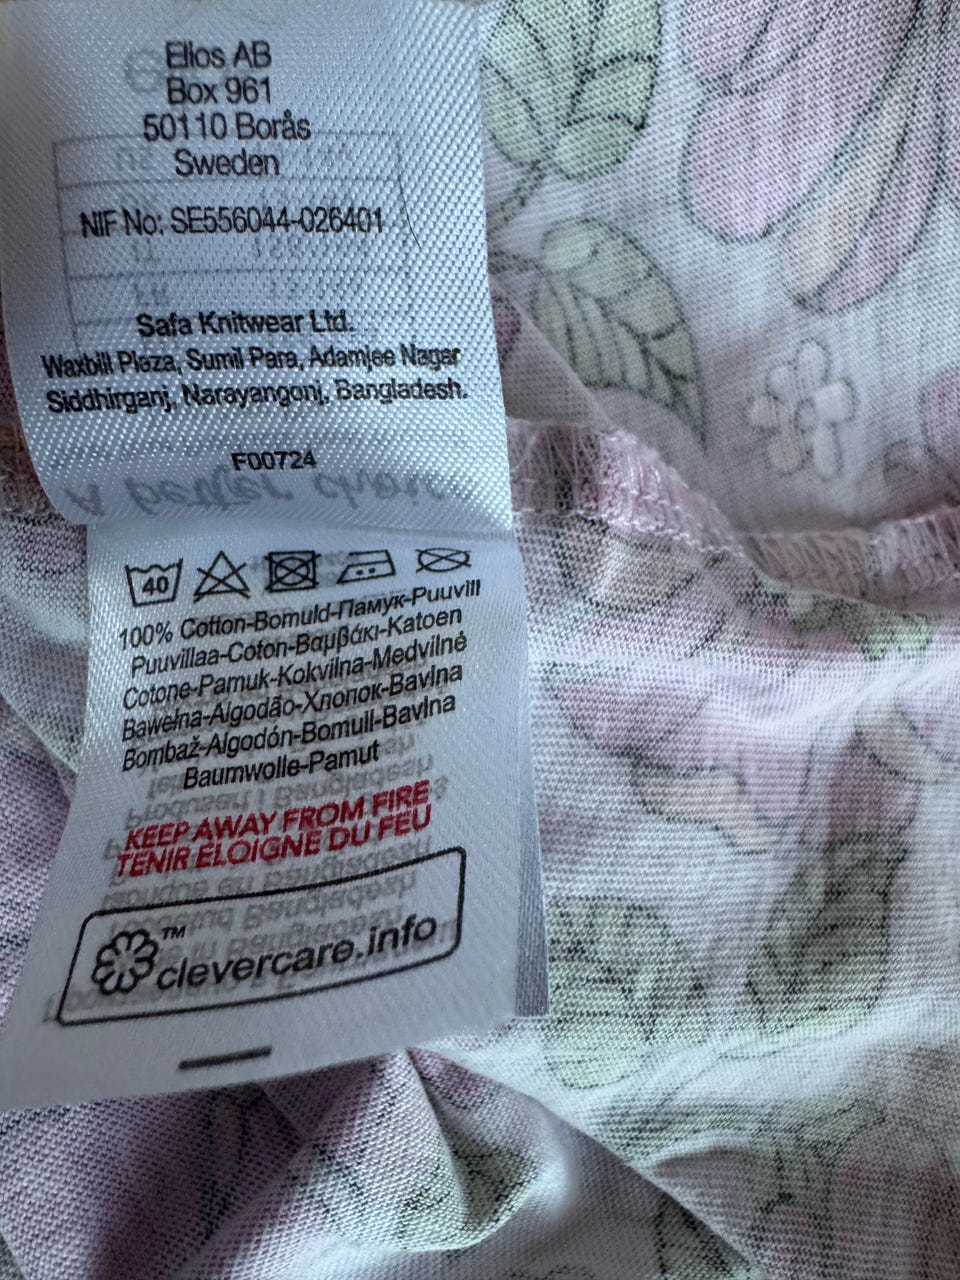 Ellos AB
Box 961
50110 Borås
Sweden
NIF No: SE556044-026401
Safa Knitwear Ltd.
Waxbill Plaza, Sumil Para, Adamjee Nagar
Siddhirganj, Narayangonj, Bangladesh.
F00724
40
100% Cotton-Bomuld-Памук-Puuvill
Puuvillaa-Coton-Βαμβάκι-Katoen
Cotone-Pamuk-Kokvilna-Medvilnė
Bawełna-Algodão-Хлопок-Bavlna
Bombaž-Algodón-Bomull-Bavlna
Baumwolle-Pamut
KEEP AWAY FROM FIRE
TENIR ELOIGNE DU FEU
™
clevercare.info